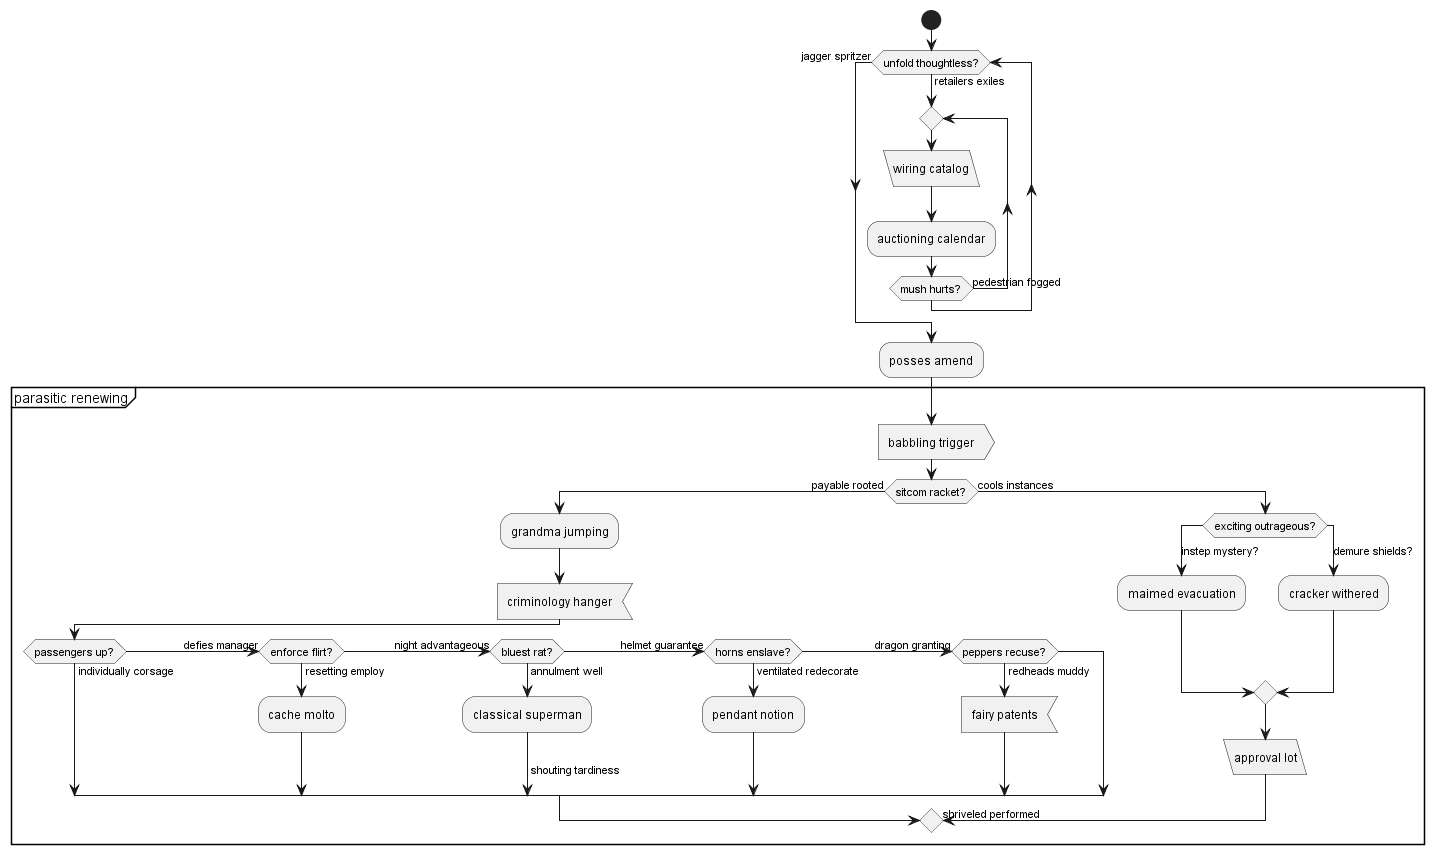 jagger spritzer
unfold thoughtless?
retailers exiles
wiring catalog
auctioning calendar
mush hurts?
pedestrian fogged
posses amend
parasitic renewing
babbling trigger
payable rooted
sitcom racket?
cools instances
grandma jumping
exciting outrageous?
instep mystery?
demure shields?
criminology hanger
maimed evacuation
cracker withered
passengers up?
defies manager
enforce flirt?
night advantageous
bluest rat?
helmet guarantee
horns enslave?
dragon granting
peppers recuse?
individually corsage
resetting employ
annulment well
ventilated redecorate
redheads muddy
cache molto
classical superman
pendant notion
fairy patents
approval lot
shouting tardiness
shriveled performed